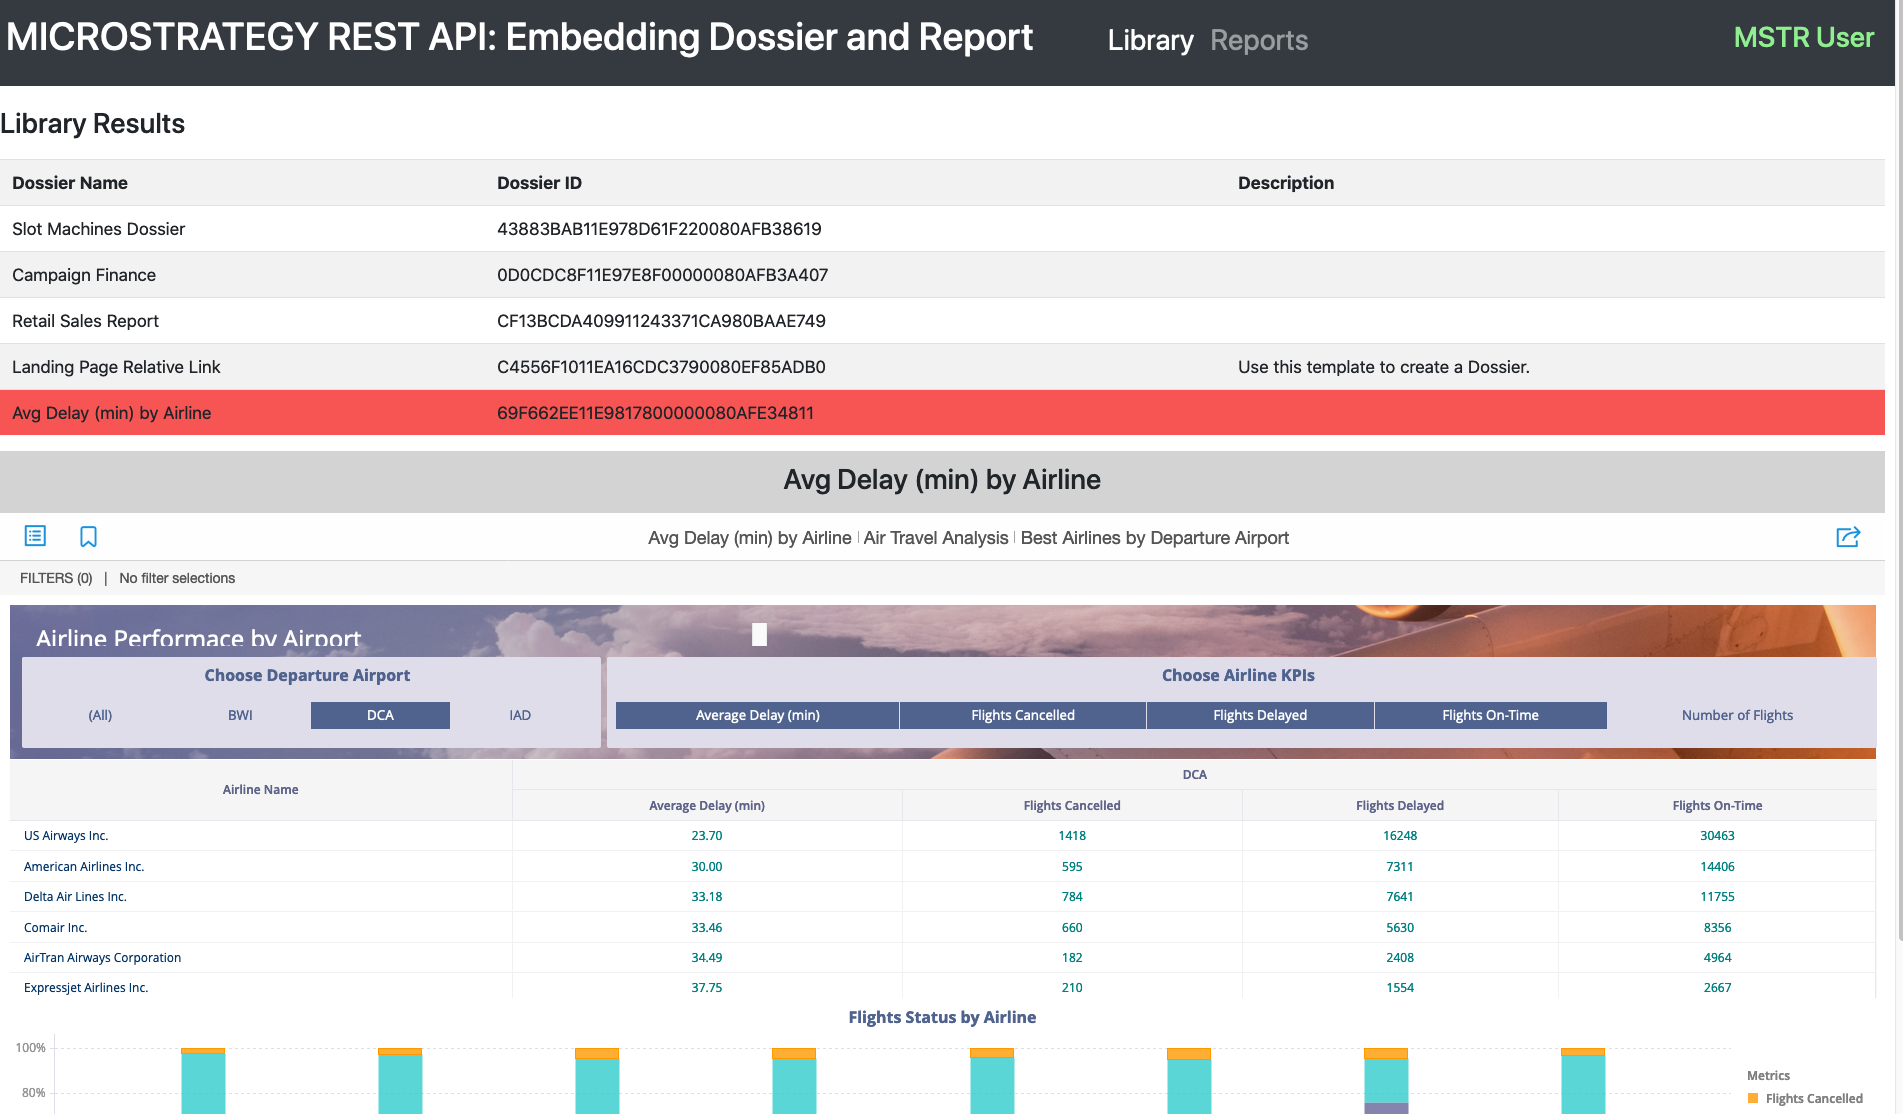 MICROSTRATEGY REST API: Embedding Dossier and Report Library Reports MSTR User
Library Results
Dossier Name Dossier ID Description
Slot Machines Dossier 43883BAB11E978D61F220080AFB38619
Campaign Finance 0D0CDC8F11E97E8F00000080AFB3A407
Retail Sales Report CF13BCDA409911243371CA980BAAE749
Landing Page Relative Link C4556F1011EA16CDC3790080EF85ADB0 Use this template to create a Dossier.
Avg Delay (min) by Airline 69F662EE11E9817800000080AFE34811
Avg Delay (min) by Airline
Avg Delay (min) by Airline | Air Travel Analysis | Best Airlines by Departure Airport
FILTERS (0) | No filter selections
Airline Performace by Airport
Choose Departure Airport Choose Airline KPIs
(All) BWI DCA IAD Average Delay (min) Flights Cancelled Flights Delayed Flights On-Time Number of Flights
DCA
Airline Name
Average Delay (min) Flights Cancelled Flights Delayed Flights On-Time
US Airways Inc. 23.70 1418 16248 30463
American Airlines Inc. 30.00 595 7311 14406
Delta Air Lines Inc. 33.18 784 7641 11755
Comair Inc. 33.46 660 5630 8356
AirTran Airways Corporation 34.49 182 2408 4964
Expressjet Airlines Inc. 37.75 210 1554 2667
Flights Status by Airline
100%
80%
Metrics
Flights Cancelled